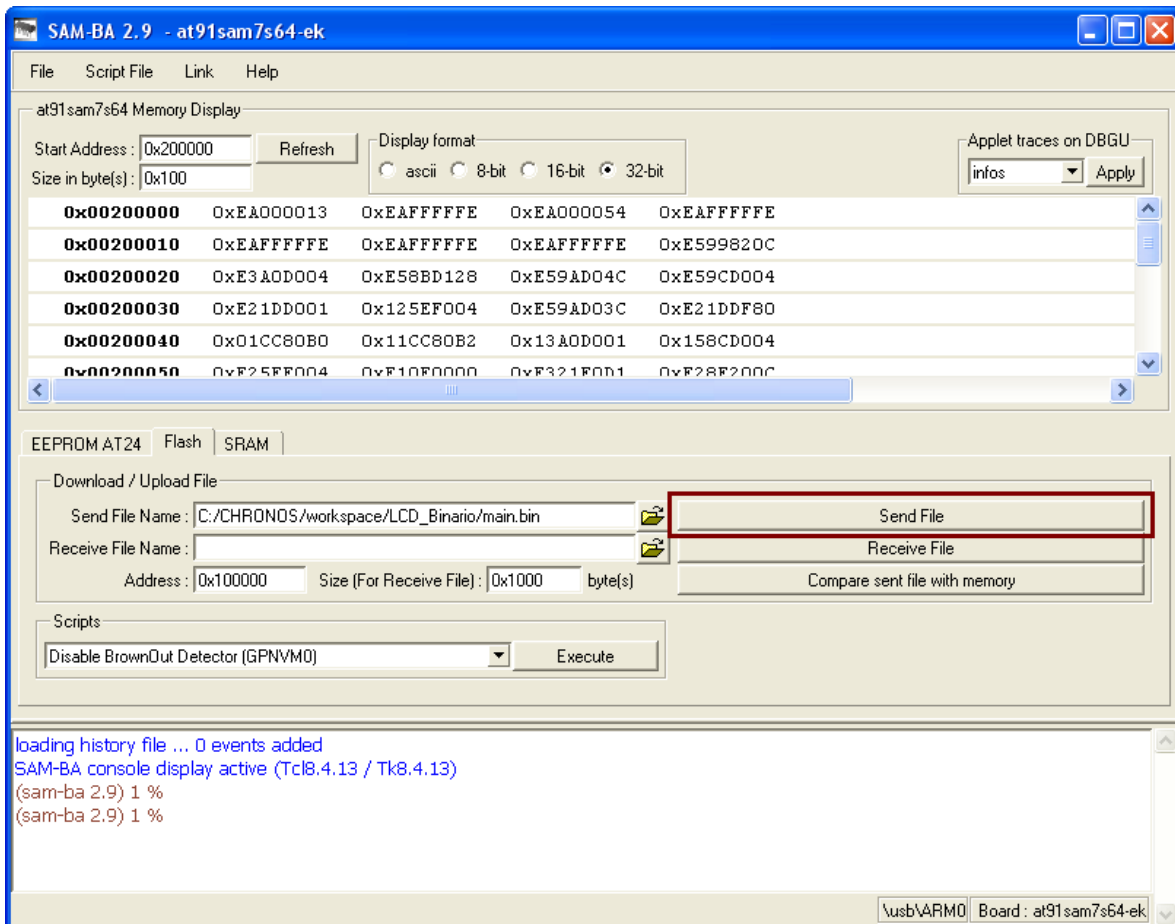 SAM-BA 2.9 - at91sam7s64-ek
File Script File Link Help
at91sam7s64 Memory Display
Start Address : 0x200000 Refresh
Size in byte(s) : 0x100
Display format
ascii 8-bit 16-bit 32-bit
Applet traces on DBGU
infos Apply
0x00200000 0xEA000013 0xEAFFFFFE 0xEA000054 0xEAFFFFFE
0x00200010 0xEAFFFFFE 0xEAFFFFFE 0xEAFFFFFE 0xE599820C
0x00200020 0xE3A0D004 0xE58BD128 0xE59AD04C 0xE59CD004
0x00200030 0xE21DD001 0x125EF004 0xE59AD03C 0xE21DDF80
0x00200040 0x01CC80B0 0x11CC80B2 0x13A0D001 0x158CD004
0x00200050 0xE25EF004 0xE10F0000 0xE321F0D1 0xE28F200C
EEPROM AT24 Flash SRAM
Download / Upload File
Send File Name : C:/CHRONOS/workspace/LCD_Binario/main.bin Send File
Receive File Name : Receive File
Address : 0x100000 Size (For Receive File) : 0x1000 byte(s) Compare sent file with memory
Scripts
Disable BrownOut Detector (GPNVM0) Execute
loading history file ... 0 events added
SAM-BA console display active (Tcl8.4.13 / Tk8.4.13)
(sam-ba 2.9) 1 %
(sam-ba 2.9) 1 %
\usb\ARM0 Board : at91sam7s64-ek